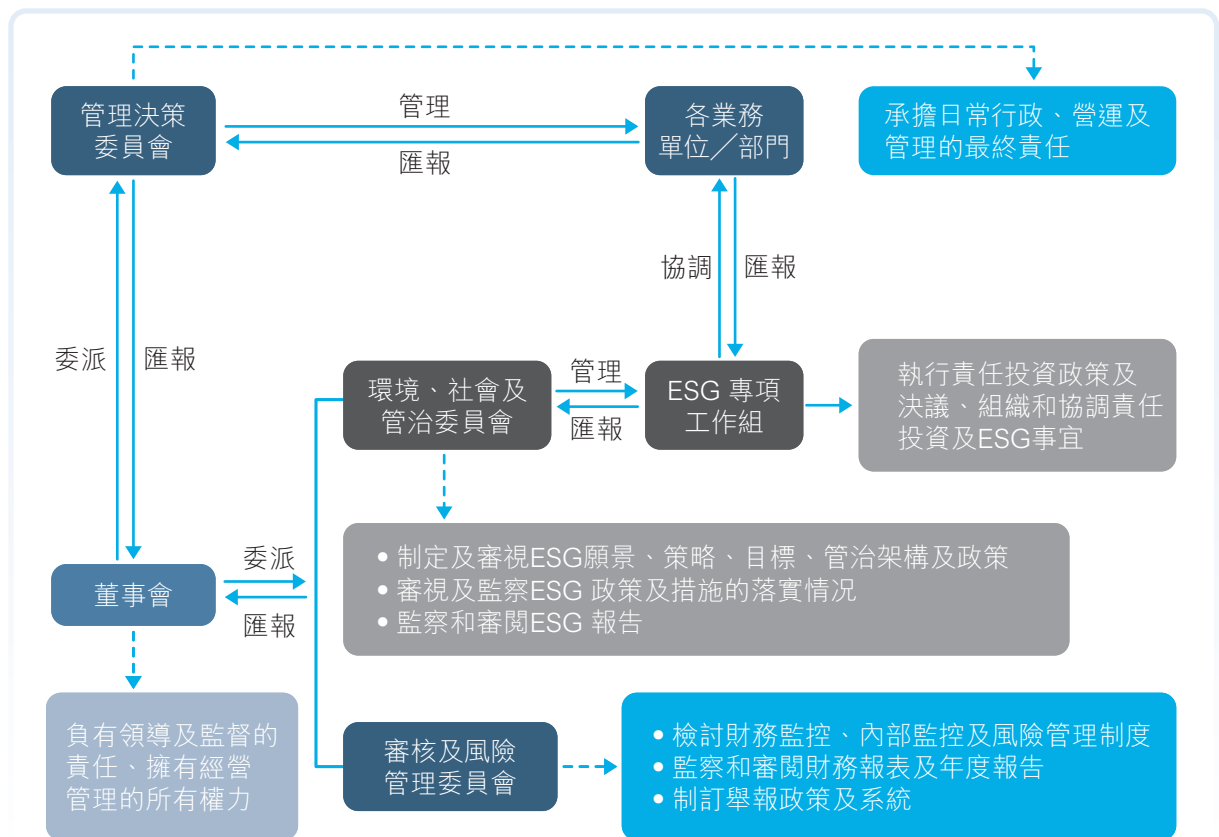 管理決策
委員會
管理
匯報
各業務
單位／部門
承擔日常行政、營運及
管理的最終責任
委派
匯報
協調
匯報
環境、社會及
管治委員會
管理
匯報
ESG 專項
工作組
執行責任投資政策及
決議、組織和協調責任
投資及ESG事宜
• 制定及審視ESG願景、策略、目標、管治架構及政策
• 審視及監察ESG 政策及措施的落實情況
• 監察和審閱ESG 報告
董事會
委派
匯報
負有領導及監督的
責任、擁有經營
管理的所有權力
審核及風險
管理委員會
• 檢討財務監控、內部監控及風險管理制度
• 監察和審閱財務報表及年度報告
• 制訂舉報政策及系統